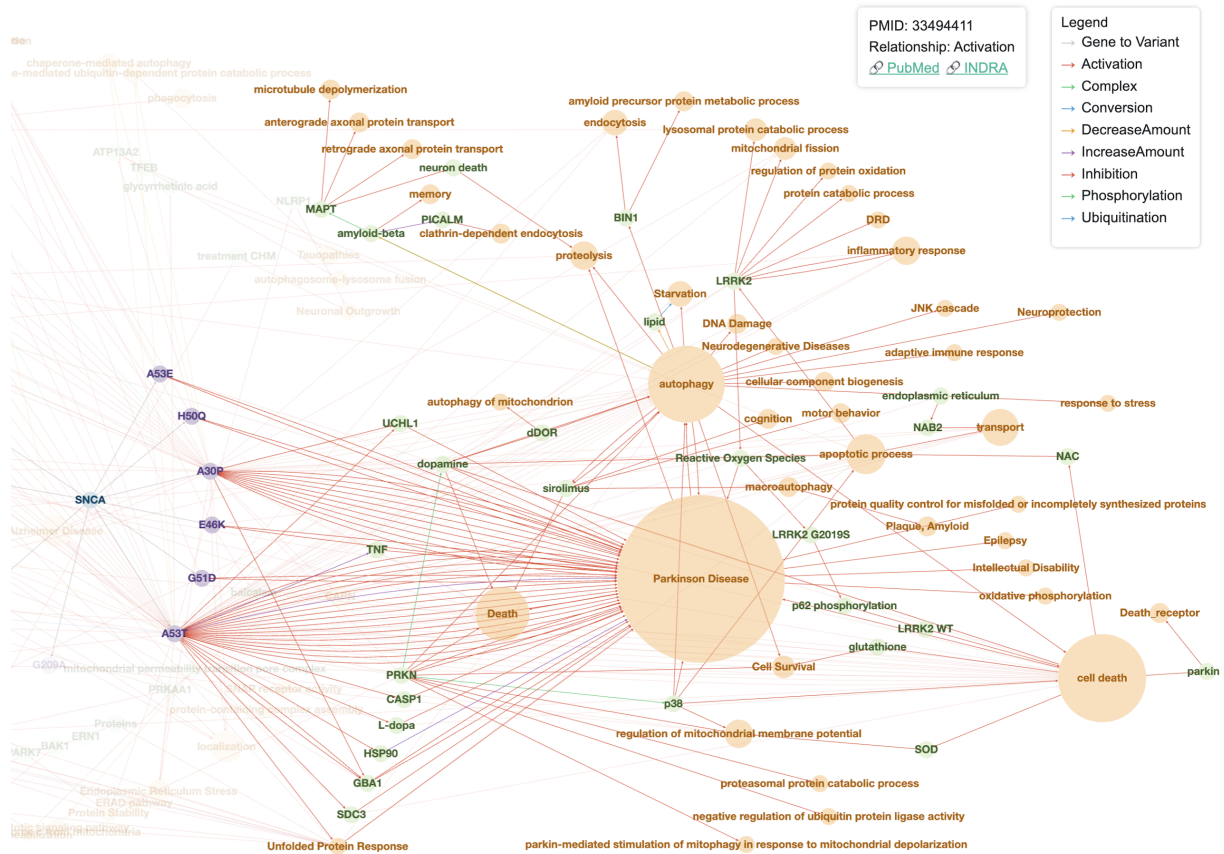 PMID: 33494411
Relationship: Activation
PubMed INDRA
Legend
Gene to Variant
Activation
Complex
Conversion
DecreaseAmount
IncreaseAmount
Inhibition
Phosphorylation
Ubiquitination
chaperone-mediated autophagy
e-mediated ubiquitin-dependent protein catabolic process
phagocytosis
microtubule depolymerization
amyloid precursor protein metabolic process
anterograde axonal protein transport
endocytosis
lysosomal protein catabolic process
retrograde axonal protein transport
mitochondrial fission
ATP13A2
TFEB
neuron death
regulation of protein oxidation
glycyrrhetinic acid
memory
protein catabolic process
NLRP1
MAPT
PICALM
BIN1
DRD
amyloid-beta
clathrin-dependent endocytosis
inflammatory response
treatment CHM
Tauopathies
proteolysis
autophagosome-lysosome fusion
LRRK2
Starvation
Neuronal Outgrowth
JNK cascade
Neuroprotection
lipid
DNA Damage
Neurodegenerative Diseases
adaptive immune response
A53E
autophagy
cellular component biogenesis
endoplasmic reticulum
autophagy of mitochondrion
response to stress
H50Q
UCHL1
cognition
motor behavior
dDOR
NAB2
transport
A30P
dopamine
Reactive Oxygen Species
apoptotic process
NAC
sirolimus
macroautophagy
SNCA
protein quality control for misfolded or incompletely synthesized proteins
E46K
Alzheimer Disease
LRRK2 G2019S
Plaque, Amyloid
TNF
Epilepsy
G51D
Parkinson Disease
Intellectual Disability
oxidative phosphorylation
Death
p62 phosphorylation
Death_receptor
A53T
LRRK2 WT
glutathione
G209A
mitochondrial permeability transition pore complex
Cell Survival
parkin
PRKN
cell death
PRKAA1
CASP1
p38
protein-containing complex assembly
Proteins
L-dopa
ERN1
regulation of mitochondrial membrane potential
BAK1
localization
HSP90
SOD
GBA1
proteasomal protein catabolic process
Endoplasmic Reticulum Stress
ERAD pathway
Protein Stability
SDC3
negative regulation of ubiquitin protein ligase activity
Unfolded Protein Response
parkin-mediated stimulation of mitophagy in response to mitochondrial depolarization